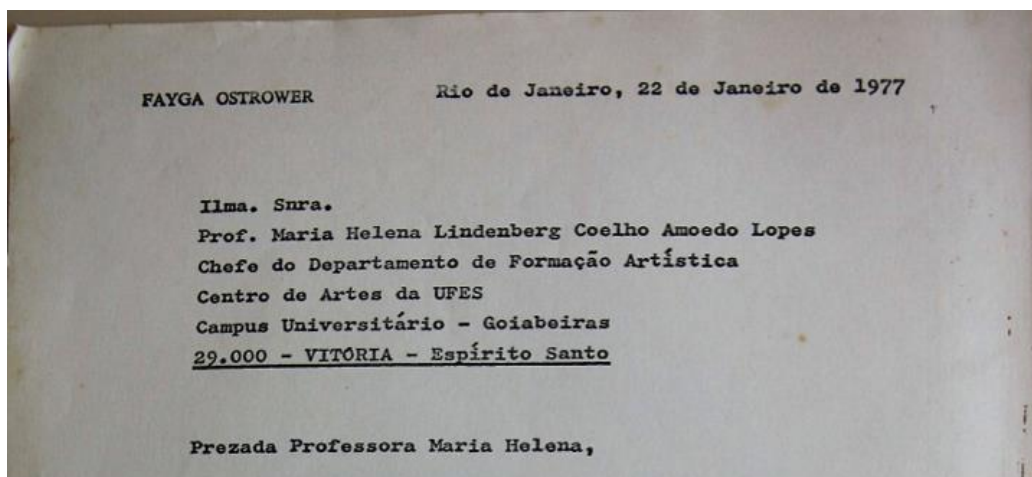 FAYGA OSTROWER Rio de Janeiro, 22 de Janeiro de 1977
Ilma. Snra.
Prof. Maria Helena Lindenberg Coelho Amoedo Lopes
Chefe do Departamento de Formação Artística
Centro de Artes da UFES
Campus Universitário - Goiabeiras
29.000 - VITÓRIA - Espírito Santo
Prezada Professora Maria Helena,